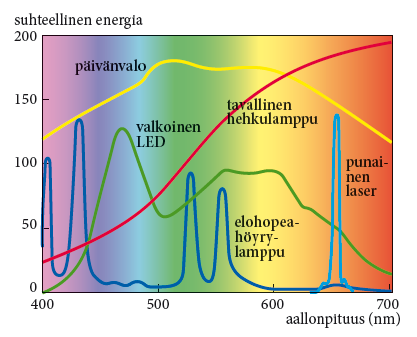 suhteellinen energia
200
150
100
50
0
päivänvalo
valkoinen
LED
tavallinen
hehkulamppu
punai-
nen
laser
elohopea-
höyry-
lamppu
400
500
600
700
aallonpituus (nm)